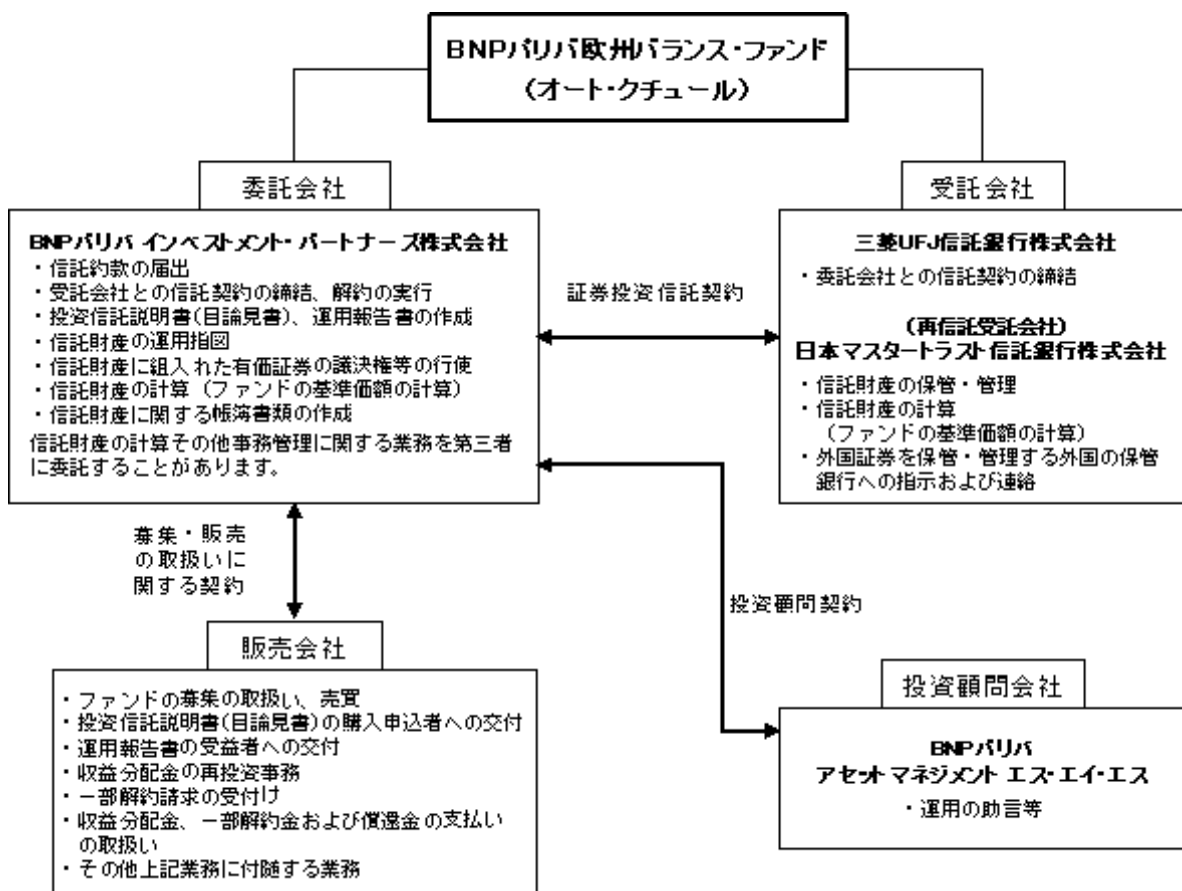 BNPパリバ欧州バランス・ファンド
（オート・クチュール）
委託会社
BNPパリバ インベストメント・パートナーズ株式会社
・信託約款の届出
・受託会社との信託契約の締結、解約の実行
・投資信託説明書(目論見書)、運用報告書の作成
・信託財産の運用指図
・信託財産に組入れた有価証券の議決権等の行使
・信託財産の計算（ファンドの基準価額の計算）
・信託財産に関する帳簿書類の作成
信託財産の計算その他事務管理に関する業務を第三者
に委託することがあります。
証券投資信託契約
受託会社
三菱UFJ信託銀行株式会社
・委託会社との信託契約の締結
（再信託受託会社）
日本マスタートラスト信託銀行株式会社
・信託財産の保管・管理
・信託財産の計算
（ファンドの基準価額の計算）
・外国証券を保管・管理する外国の保管
銀行への指示および連絡
募集・販売
の取扱いに
関する契約
投資顧問契約
販売会社
・ファンドの募集の取扱い、売買
・投資信託説明書(目論見書)の購入申込者への交付
・運用報告書の受益者への交付
・収益分配金の再投資事務
・一部解約請求の受付け
・収益分配金、一部解約金および償還金の支払い
の取扱い
・その他上記業務に付随する業務
投資顧問会社
BNPパリバ
アセットマネジメント エス・エイ・エス
・運用の助言等